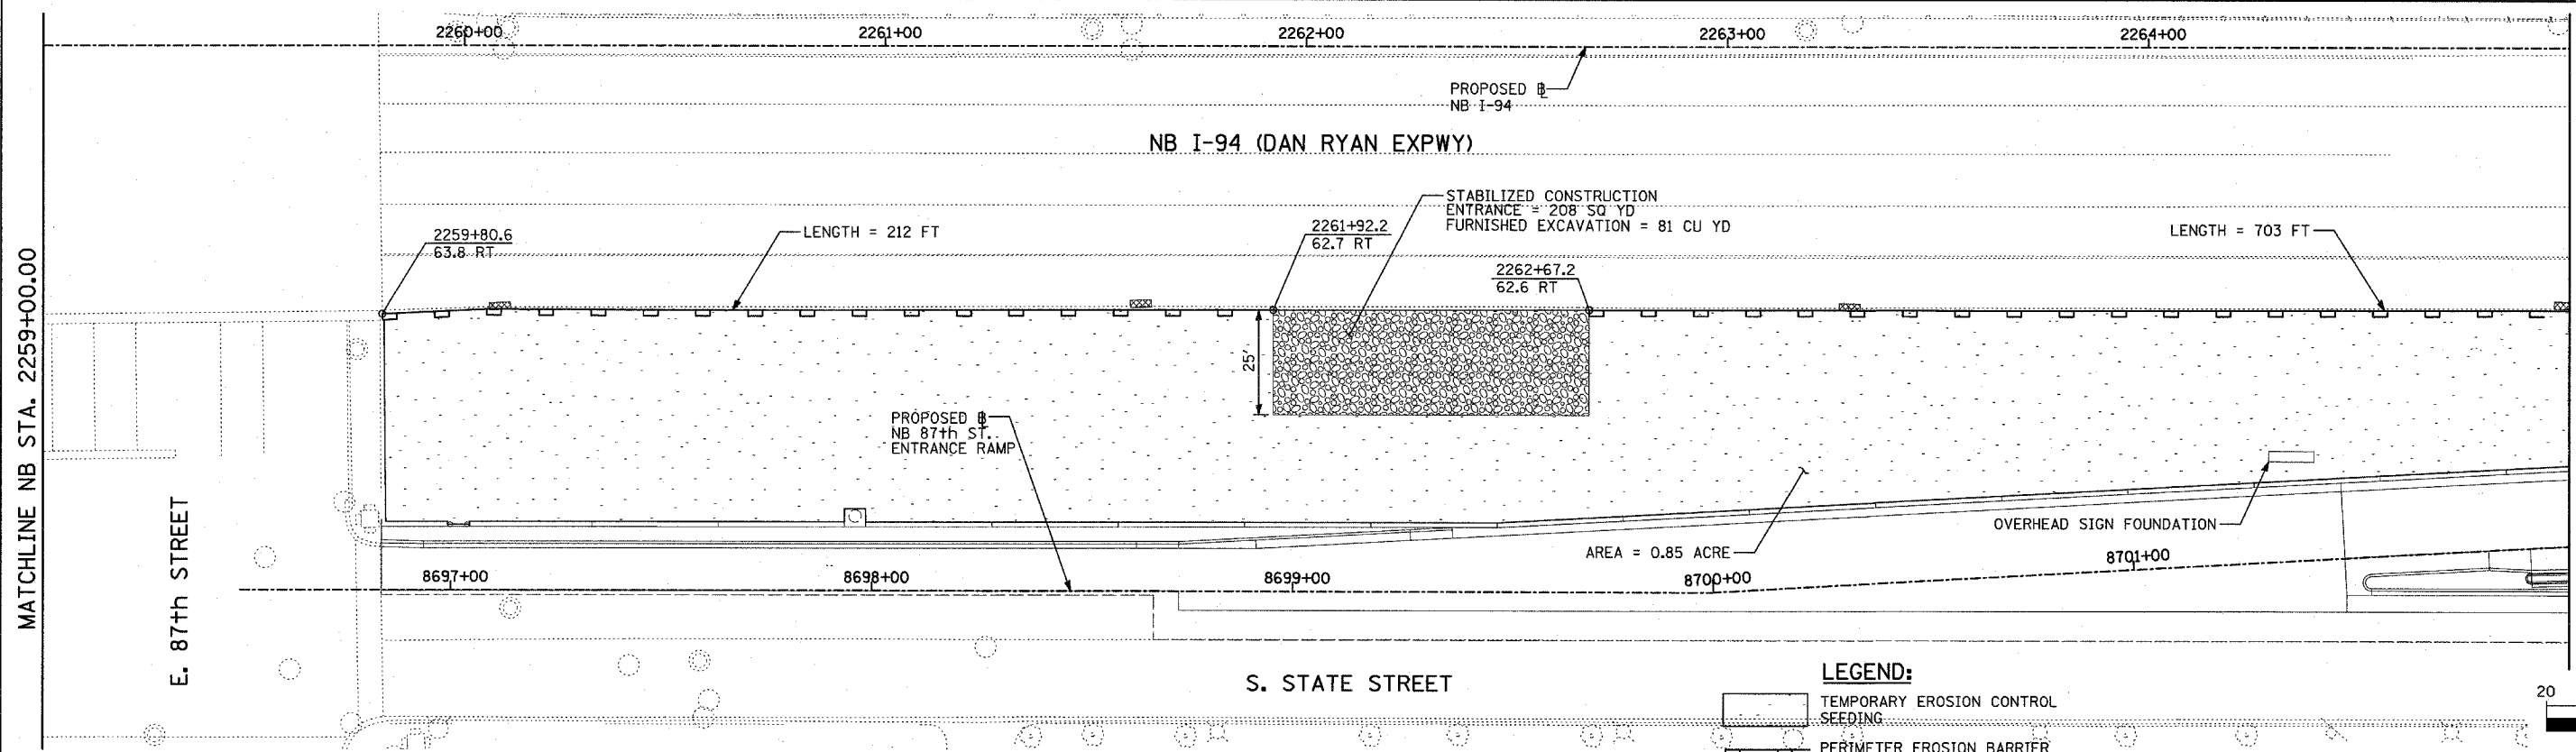 2260+00
2261+00
2262+00
2263+00
2264+00
PROPOSED
NB I-94
NB I-94 (DAN RYAN EXPWY)
STABILIZED CONSTRUCTION
ENTRANCE = 208 SQ YD
FURNISHED EXCAVATION = 81 CU YD
2259+80.6
63.8 RT
LENGTH = 212 FT
2261+92.2
62.7 RT
2262+67.2
62.6 RT
LENGTH = 703 FT
MATCHLINE NB STA. 2259+00.00
E. 87th STREET
25'
PROPOSED
NB 87th ST.
ENTRANCE RAMP
OVERHEAD SIGN FOUNDATION
AREA = 0.85 ACRE
8697+00
8698+00
8699+00
8700+00
8701+00
S. STATE STREET
LEGEND:
TEMPORARY EROSION CONTROL
SEEDING
PERIMETER EROSION BARRIER
20